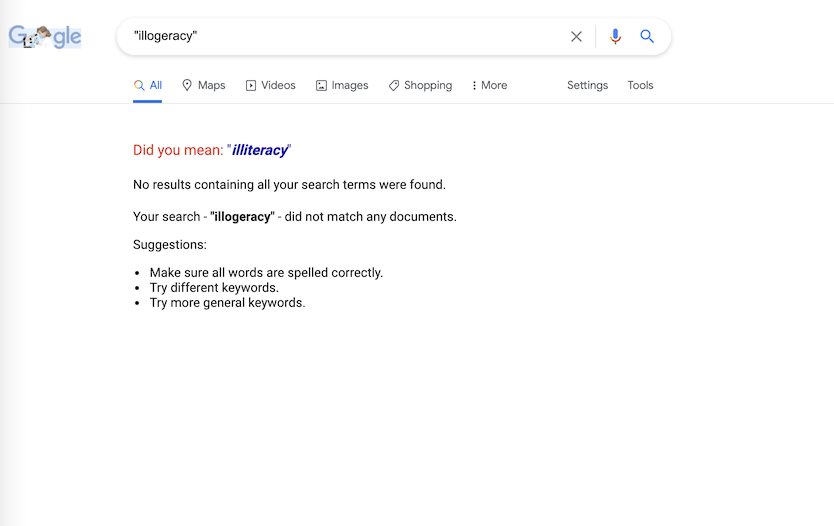 Google
"illogeracy"
All Maps Videos Images Shopping More Settings Tools
Did you mean: "illiteracy"
No results containing all your search terms were found.
Your search - "illogeracy" - did not match any documents.
Suggestions:
• Make sure all words are spelled correctly.
• Try different keywords.
• Try more general keywords.